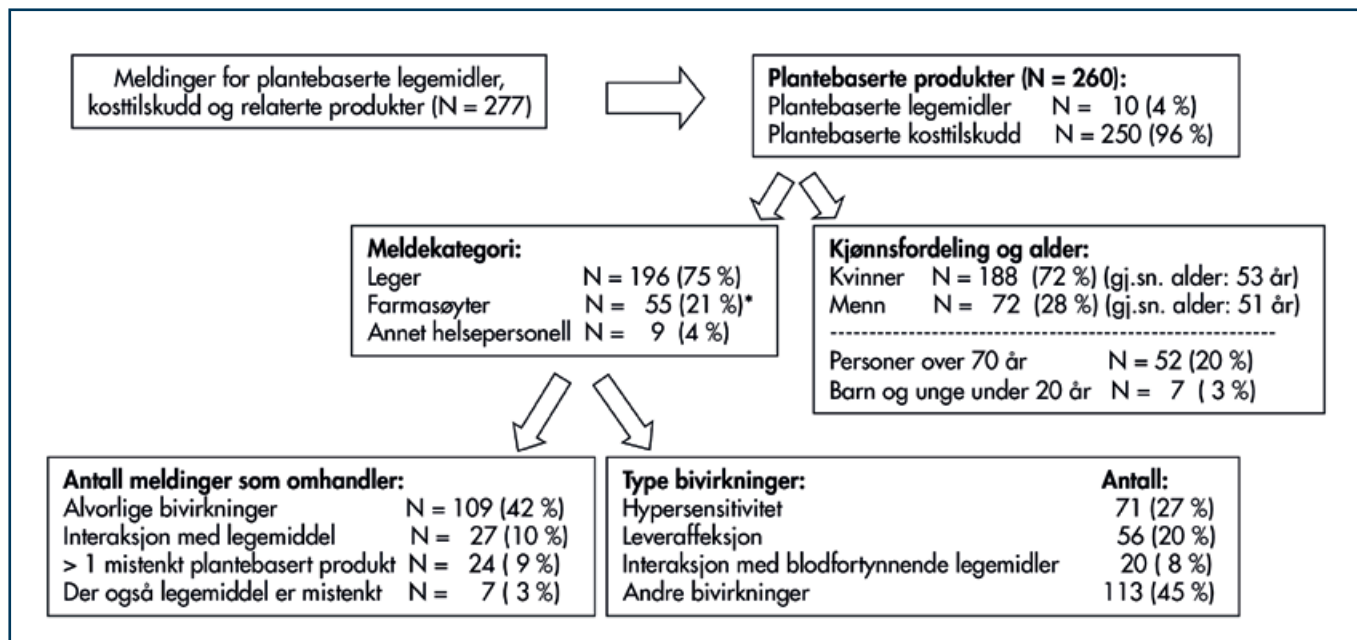 Meldinger for plantebaserte legemidler,
kosttilskudd og relaterte produkter (N = 277)
Plantebaserte produkter (N = 260):
Plantebaserte legemidler N = 10 (4 %)
Plantebaserte kosttilskudd N = 250 (96 %)
Meldekategori:
Leger N = 196 (75 %)
Farmasøyter N = 55 (21 %)*
Annet helsepersonell N = 9 (4 %)
Kjønnsfordeling og alder:
Kvinner N = 188 (72 %) (gj.sn. alder: 53 år)
Menn N = 72 (28 %) (gj.sn. alder: 51 år)
Personer over 70 år N = 52 (20 %)
Barn og unge under 20 år N = 7 ( 3 %)
Antall meldinger som omhandler:
Alvorlige bivirkninger N = 109 (42 %)
Interaksjon med legemiddel N = 27 (10 %)
> 1 mistenkt plantebasert produkt N = 24 ( 9 %)
Der også legemiddel er mistenkt N = 7 ( 3 %)
Type bivirkninger: Antall:
Hypersensitivitet 71 (27 %)
Leveraffeksjon 56 (20 %)
Interaksjon med blodfortynnende legemidler 20 ( 8 %)
Andre bivirkninger 113 (45 %)